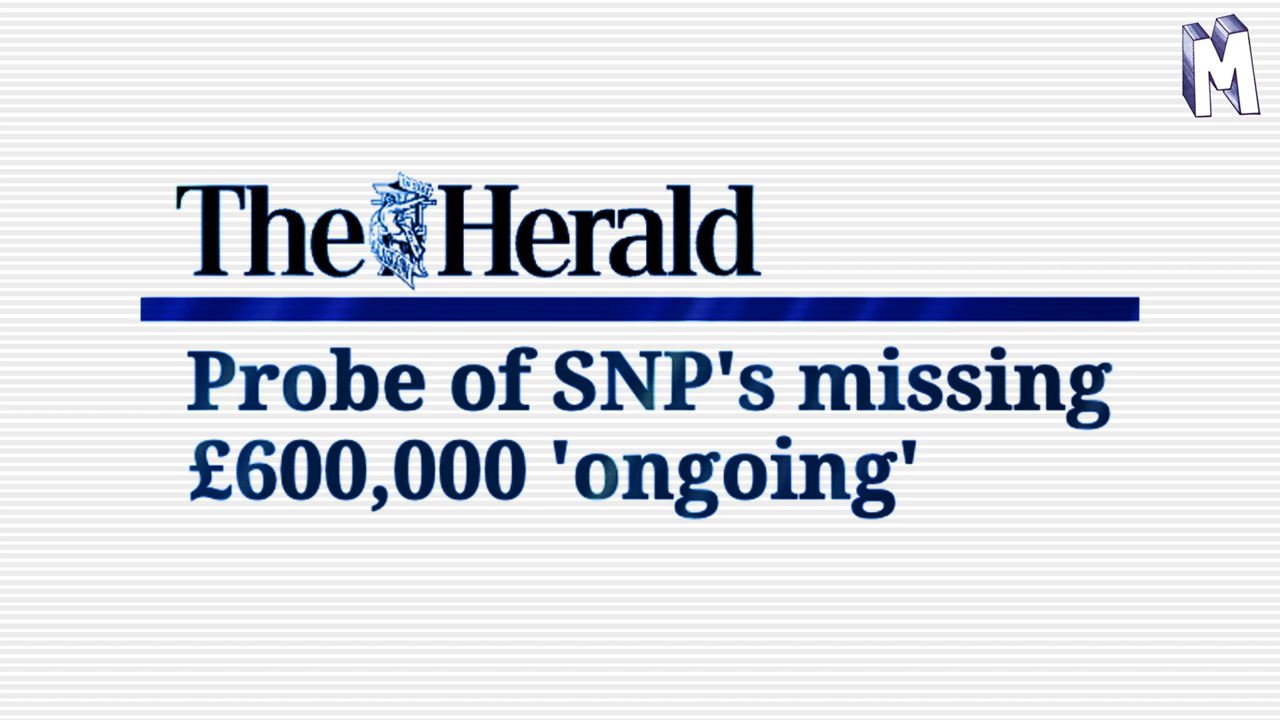 M
The Herald
Probe of SNP's missing
£600,000 'ongoing'